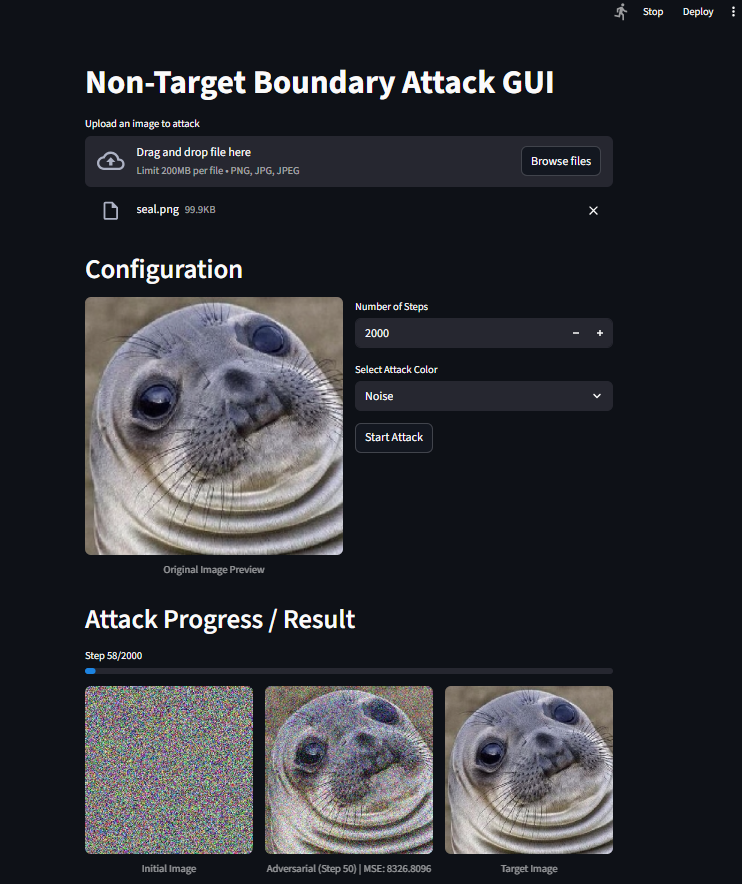 Stop Deploy
Non-Target Boundary Attack GUI
Upload an image to attack
Drag and drop file here
Limit 200MB per file • PNG, JPG, JPEG
Browse files
seal.png 99.9KB
Configuration
Number of Steps
2000
Select Attack Color
Noise
Start Attack
Original Image Preview
Attack Progress / Result
Step 58/2000
Initial Image
Adversarial (Step 50) | MSE: 8326.8096
Target Image